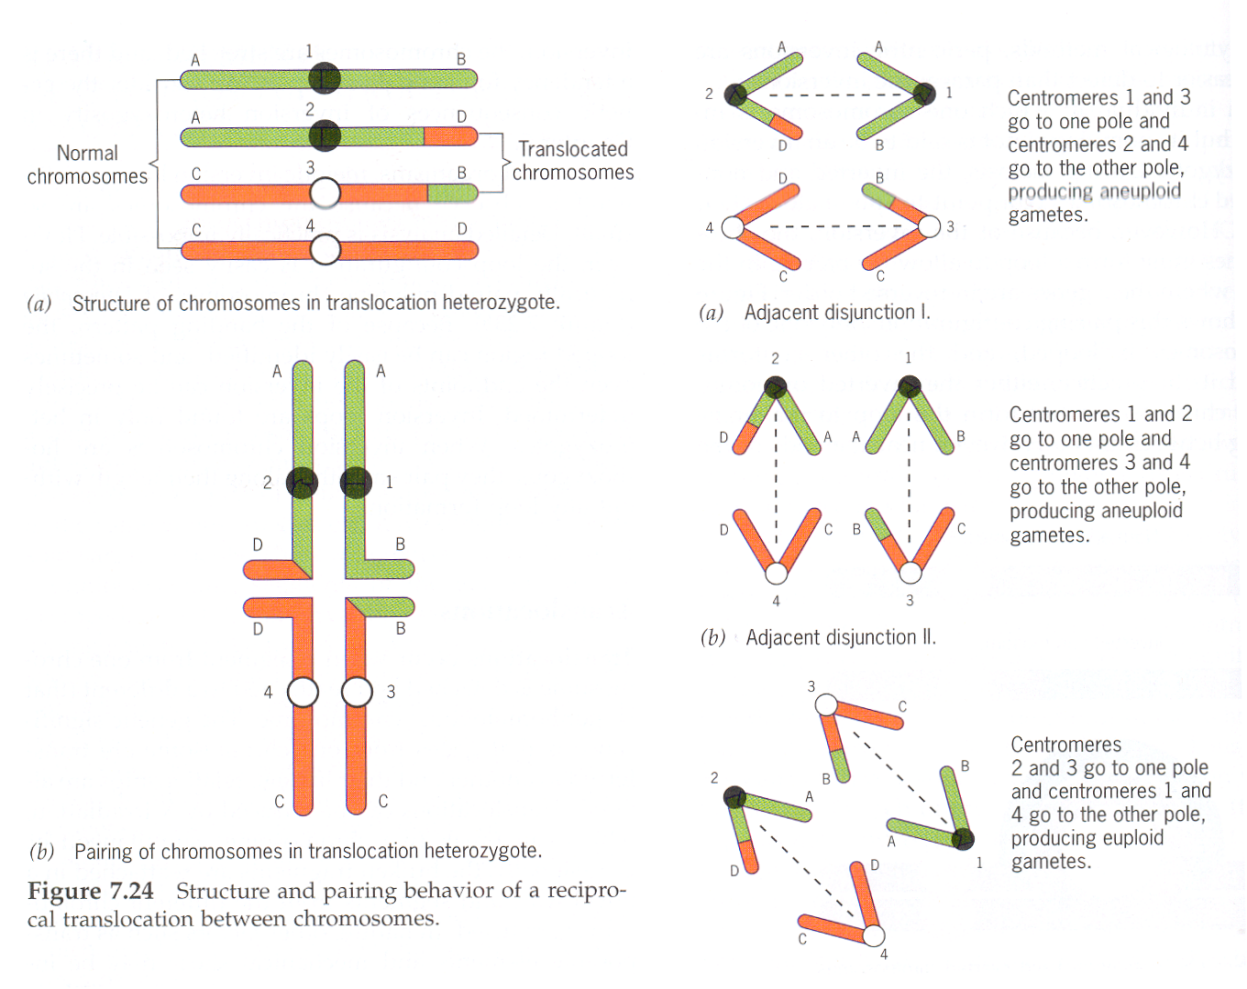 A 1 B
A 2 D
C 3 B
C 4 D
Normal
chromosomes
Translocated
chromosomes
(a) Structure of chromosomes in translocation heterozygote.
A A
2 1
D B
D B
4 3
C C
(b) Pairing of chromosomes in translocation heterozygote.
Figure 7.24 Structure and pairing behavior of a recipro-
cal translocation between chromosomes.
A A
2 1
D B
D B
4 3
C C
Centromeres 1 and 3
go to one pole and
centromeres 2 and 4
go to the other pole,
producing aneuploid
gametes.
(a) Adjacent disjunction I.
2 1
D A A B
D C B C
4 3
Centromeres 1 and 2
go to one pole and
centromeres 3 and 4
go to the other pole,
producing aneuploid
gametes.
(b) Adjacent disjunction II.
3 C
B
2 A
D
B
A 1
D
C 4
Centromeres
2 and 3 go to one pole
and centromeres 1 and
4 go to the other pole,
producing euploid
gametes.